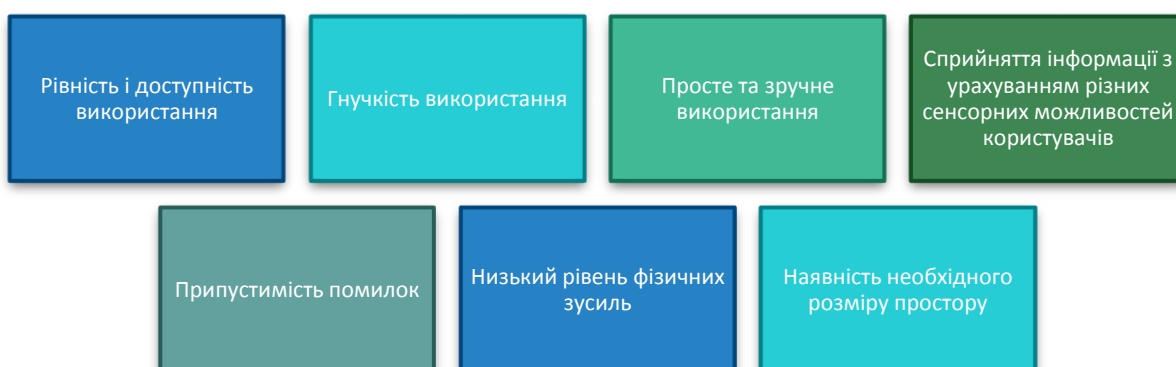 Рівність і доступність
використання
Гнучкість використання
Просте та зручне
використання
Сприйняття інформації з
урахуванням різних
сенсорних можливостей
користувачів
Припустимість помилок
Низький рівень фізичних
зусиль
Наявність необхідного
розміру простору